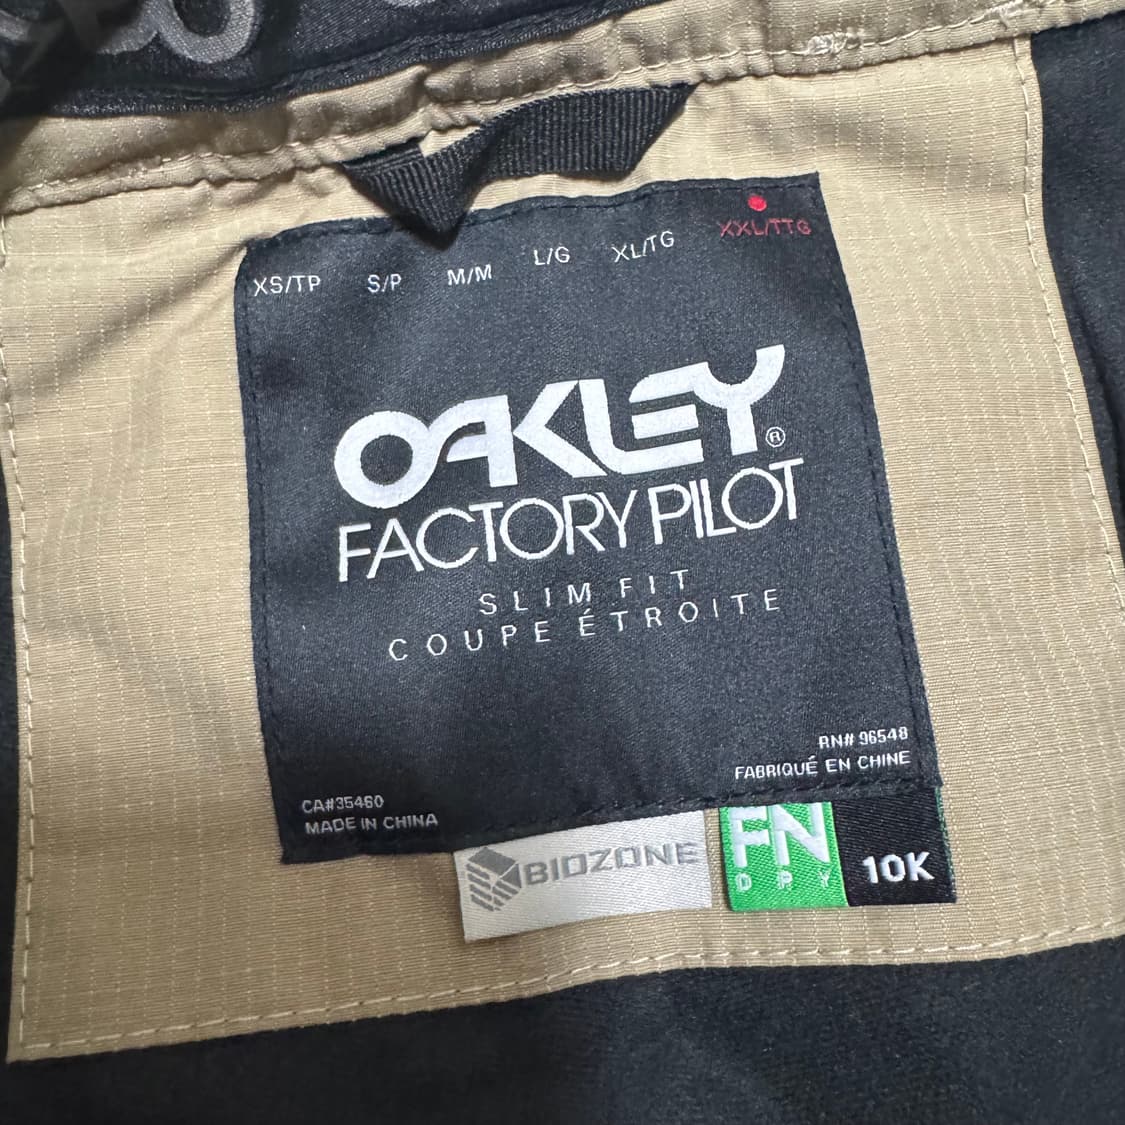 XS/TP S/P M/M L/G XL/TG XXL/TTG
OAKLEY®
FACTORY PILOT
SLIM FIT
COUPE ÉTROITE
RN# 96548
FABRIQUÉ EN CHINE
CA#35460
MADE IN CHINA
BIOZONE
FN
DRY
10K